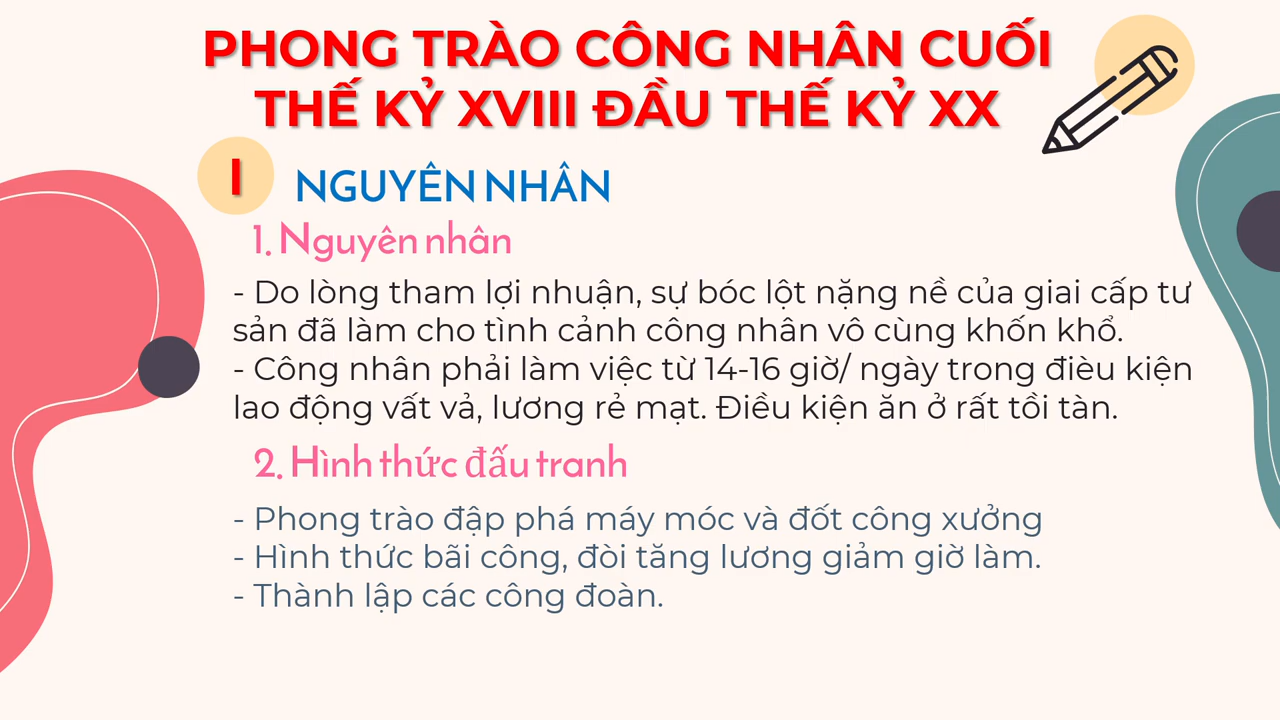 PHONG TRÀO CÔNG NHÂN CUỐI
THẾ KỶ XVIII ĐẦU THẾ KỶ XX
I NGUYÊN NHÂN
1. Nguyên nhân
- Do lòng tham lợi nhuận, sự bóc lột nặng nề của giai cấp tư
sản đã làm cho tình cảnh công nhân vô cùng khốn khổ.
- Công nhân phải làm việc từ 14-16 giờ/ ngày trong đièu kiện
lao động vất vả, lương rẻ mạt. Điều kiện ăn ở rất tồi tàn.
2. Hình thức đấu tranh
- Phong trào đập phá máy móc và đốt công xưởng
- Hình thức bãi công, đòi tăng lương giảm giờ làm.
- Thành lập các công đoàn.